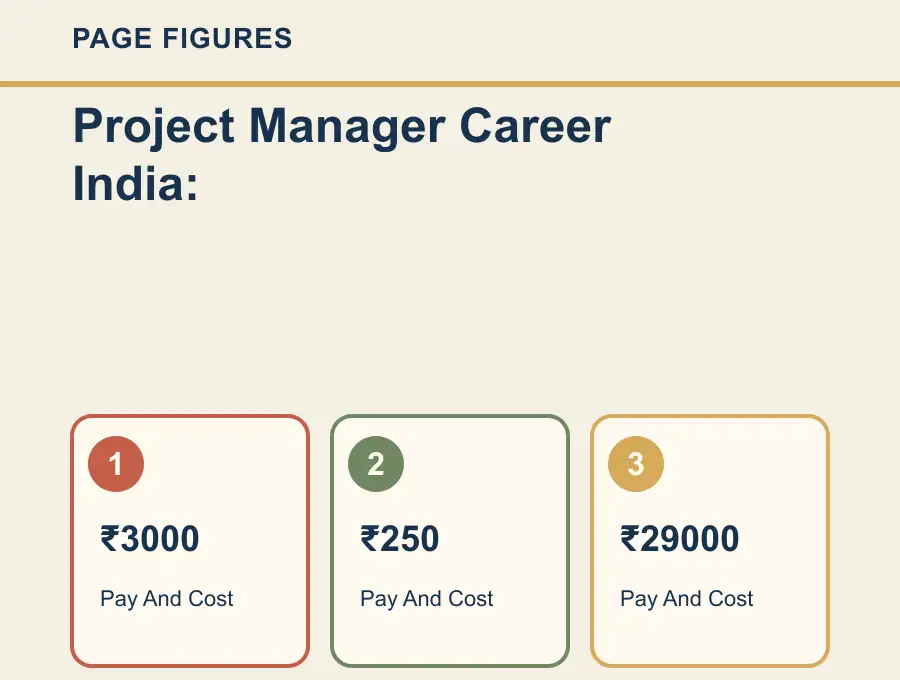 PAGE FIGURES
Project Manager Career
India:
1
2
3
₹3000
₹250
₹29000
Pay And Cost
Pay And Cost
Pay And Cost